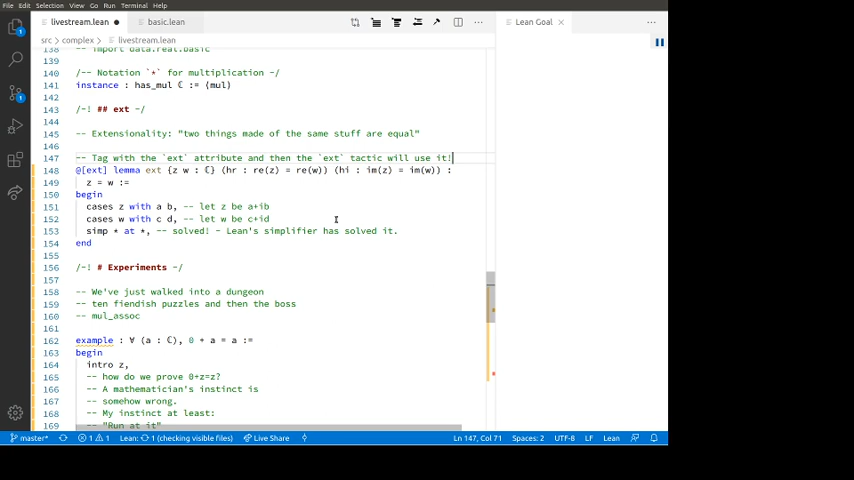 File Edit Selection View Go Run Terminal Help
livestream.lean basic.lean Lean Goal
src complex livestream.lean
138 -- import data.real.basic
139
140 /-- Notation `*` for multiplication -/
141 instance : has_mul ℂ := ⟨mul⟩
142
143 /-! ## ext -/
144
145 -- Extensionality: "two things made of the same stuff are equal"
146
147 -- Tag with the `ext` attribute and then the `ext` tactic will use it!
148 @[ext] lemma ext {z w : ℂ} (hr : re(z) = re(w)) (hi : im(z) = im(w)) :
149 z = w :=
150 begin
151 cases z with a b, -- let z be a+ib
152 cases w with c d, -- let w be c+id
153 simp * at *, -- solved! - Lean's simplifier has solved it.
154 end
155
156 /-! # Experiments -/
157
158 -- We've just walked into a dungeon
159 -- ten fiendish puzzles and then the boss
160 -- mul_assoc
161
162 example : ∀ (a : ℂ), 0 + a = a :=
163 begin
164 intro z,
165 -- how do we prove 0+z=z?
166 -- A mathematician's instinct is
167 -- somehow wrong.
168 -- My instinct at least:
169 -- "Run at it"
master* 1 1 Lean: 1 (checking visible files) Live Share Ln 147, Col 71 Spaces: 2 UTF-8 LF Lean